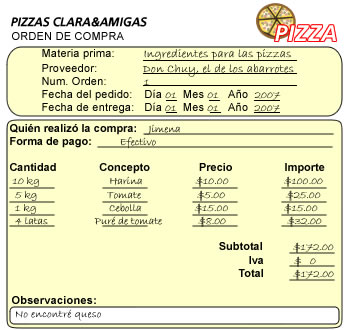 PIZZAS CLARA&AMIGAS
ORDEN DE COMPRA
PIZZA
Materia prima: Ingredientes para las pizzas
Proveedor: Don Chuy, el de los abarrotes
Num. Orden: 1
Fecha del pedido: Día 01 Mes 01 Año 2007
Fecha de entrega: Día 01 Mes 01 Año 2007
Quién realizó la compra: Jimena
Forma de pago: Efectivo
Cantidad Concepto Precio Importe
10 kg Harina $10.00 $100.00
5 kg Tomate $5.00 $25.00
1 kg Cebolla $15.00 $15.00
4 latas Puré de tomate $8.00 $32.00
Subtotal $172.00
Iva $ 0
Total $172.00
Observaciones:
No encontré queso